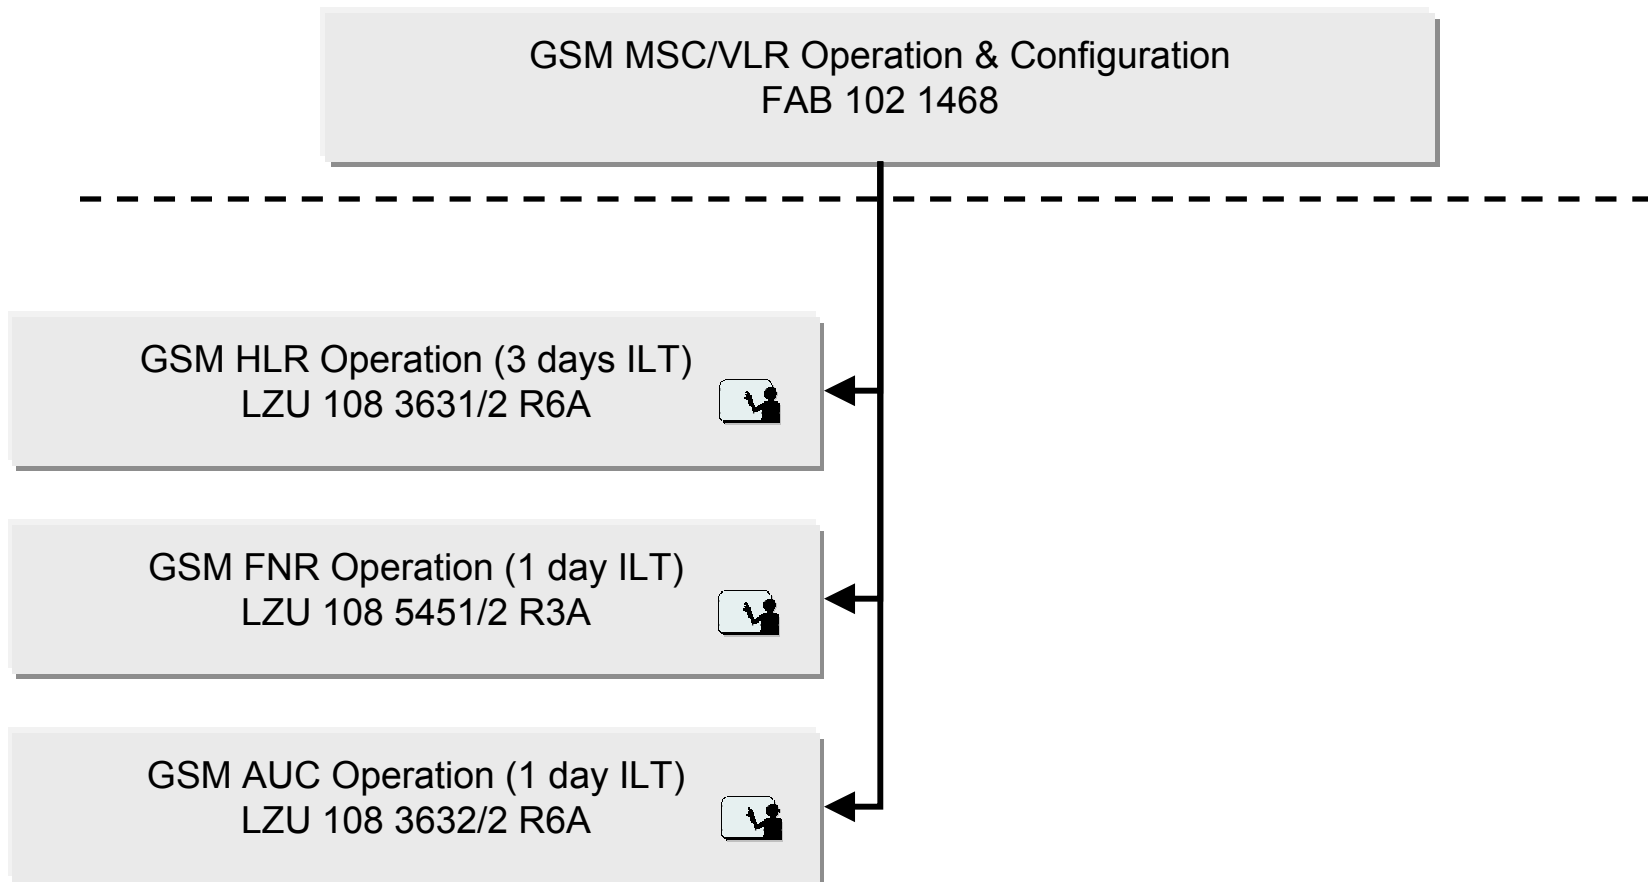 GSM MSC/VLR Operation & Configuration
FAB 102 1468
GSM HLR Operation (3 days ILT)
LZU 108 3631/2 R6A
GSM FNR Operation (1 day ILT)
LZU 108 5451/2 R3A
GSM AUC Operation (1 day ILT)
LZU 108 3632/2 R6A